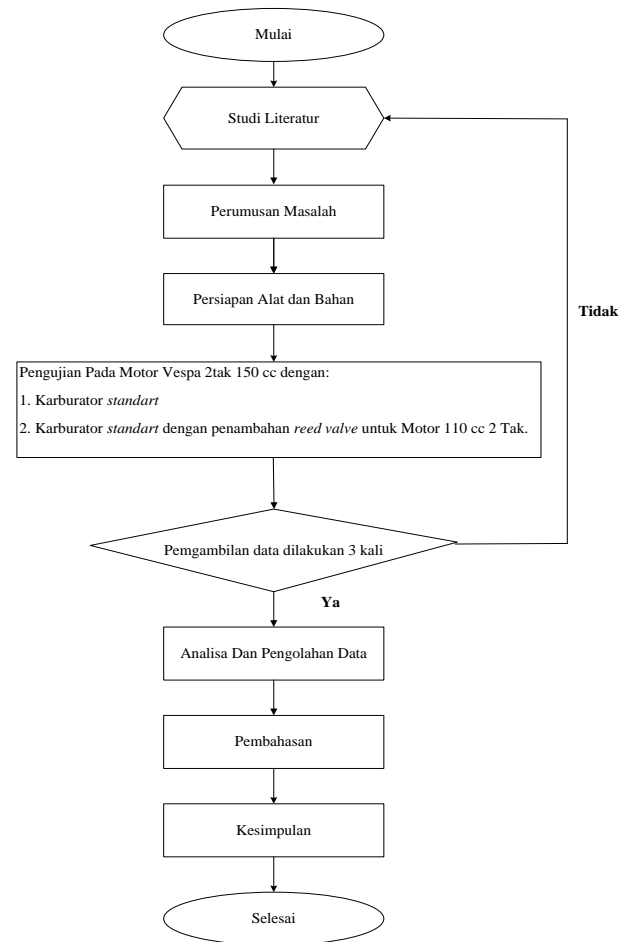 Mulai
Studi Literatur
Perumusan Masalah
Persiapan Alat dan Bahan
Tidak
Pengujian Pada Motor Vespa 2tak 150 cc dengan:
1. Karburator standart
2. Karburator standart dengan penambahan reed valve untuk Motor 110 cc 2 Tak.
Pemgambilan data dilakukan 3 kali
Ya
Analisa Dan Pengolahan Data
Pembahasan
Kesimpulan
Selesai